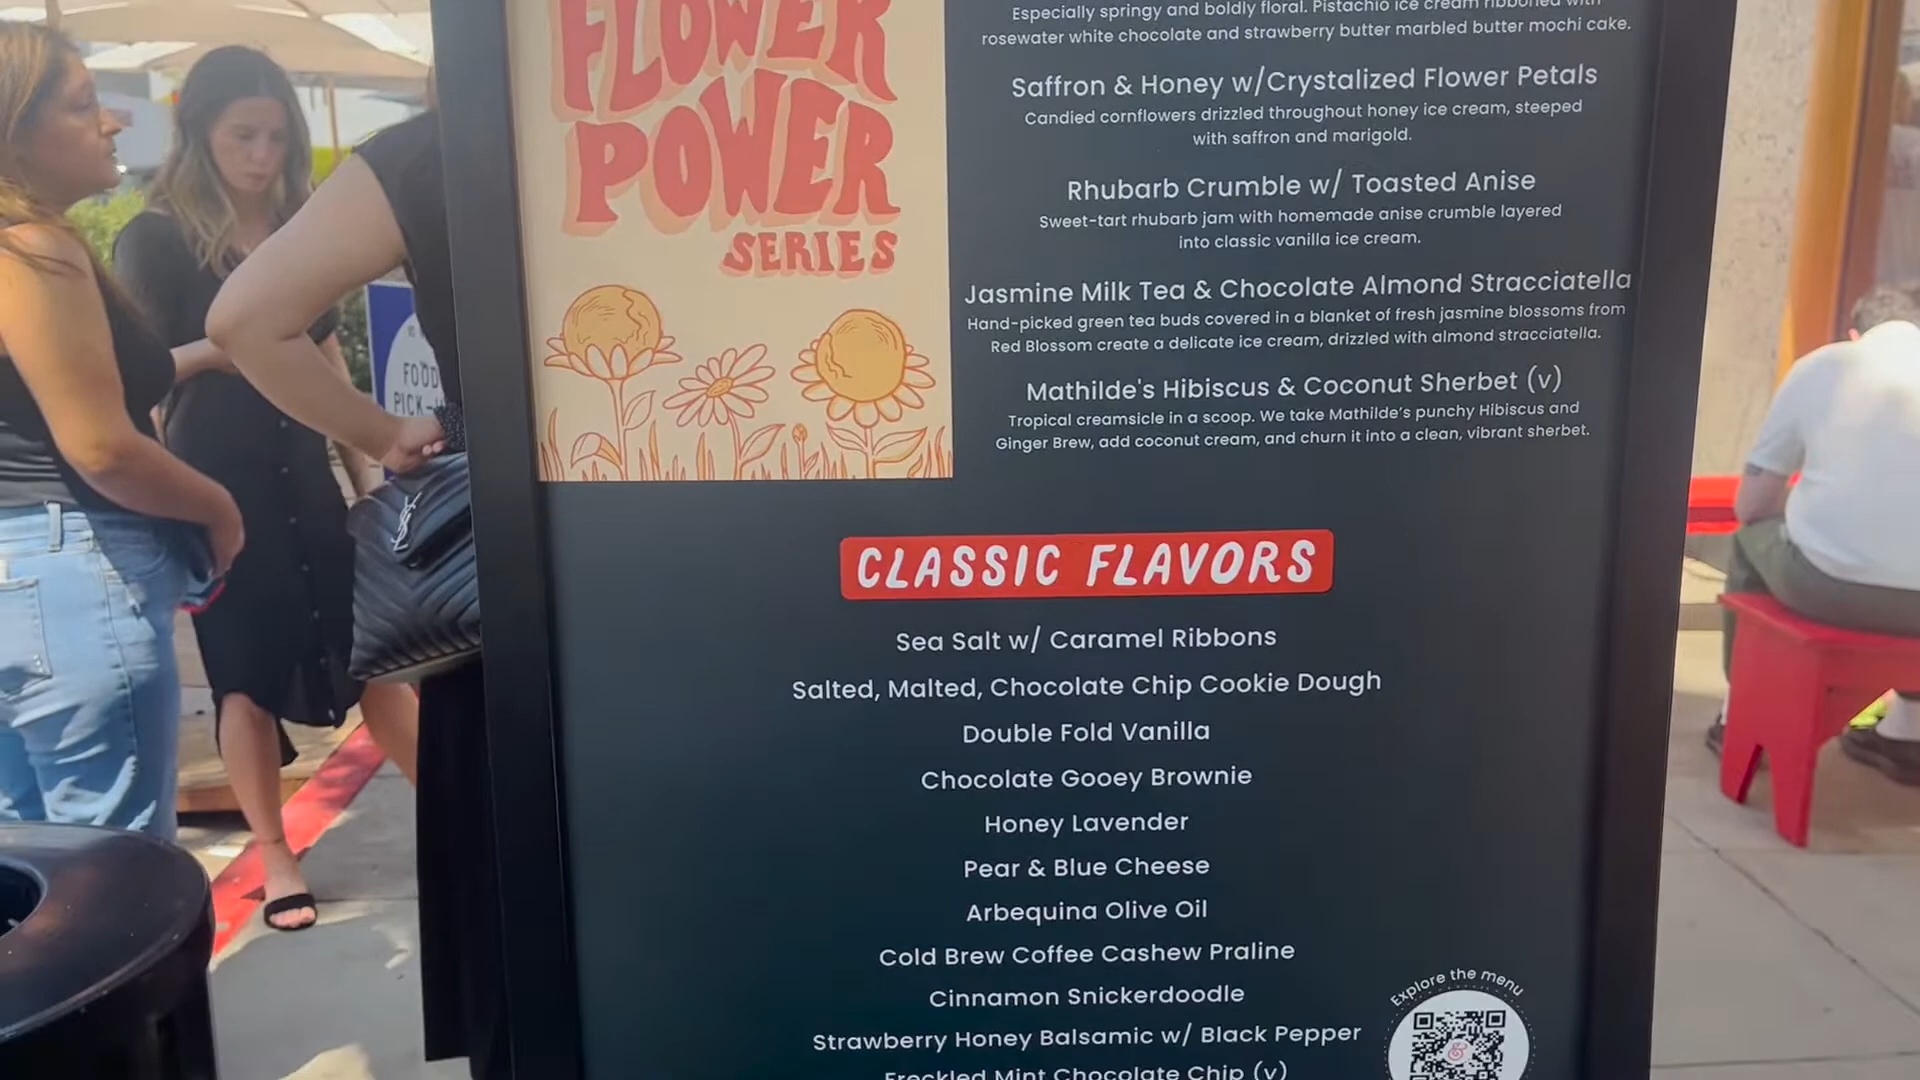 FLOWER
POWER
SERIES
Especially springy and boldly floral. Pistachio ice cream ribboned with
rosewater white chocolate and strawberry butter marbled butter mochi cake.
Saffron & Honey w/Crystalized Flower Petals
Candied cornflowers drizzled throughout honey ice cream, steeped
with saffron and marigold.
Rhubarb Crumble w/ Toasted Anise
Sweet-tart rhubarb jam with homemade anise crumble layered
into classic vanilla ice cream.
Jasmine Milk Tea & Chocolate Almond Stracciatella
Hand-picked green tea buds covered in a blanket of fresh jasmine blossoms from
Red Blossom create a delicate ice cream, drizzled with almond stracciatella.
Mathilde's Hibiscus & Coconut Sherbet (v)
Tropical creamsicle in a scoop. We take Mathilde's punchy Hibiscus and
Ginger Brew, add coconut cream, and churn it into a clean, vibrant sherbet.
FOOD
PICK-
YSL
CLASSIC FLAVORS
Sea Salt w/ Caramel Ribbons
Salted, Malted, Chocolate Chip Cookie Dough
Double Fold Vanilla
Chocolate Gooey Brownie
Honey Lavender
Pear & Blue Cheese
Arbequina Olive Oil
Cold Brew Coffee Cashew Praline
Cinnamon Snickerdoodle
Strawberry Honey Balsamic w/ Black Pepper
Freckled Mint Chocolate Chip (v)
Explore the menu
&